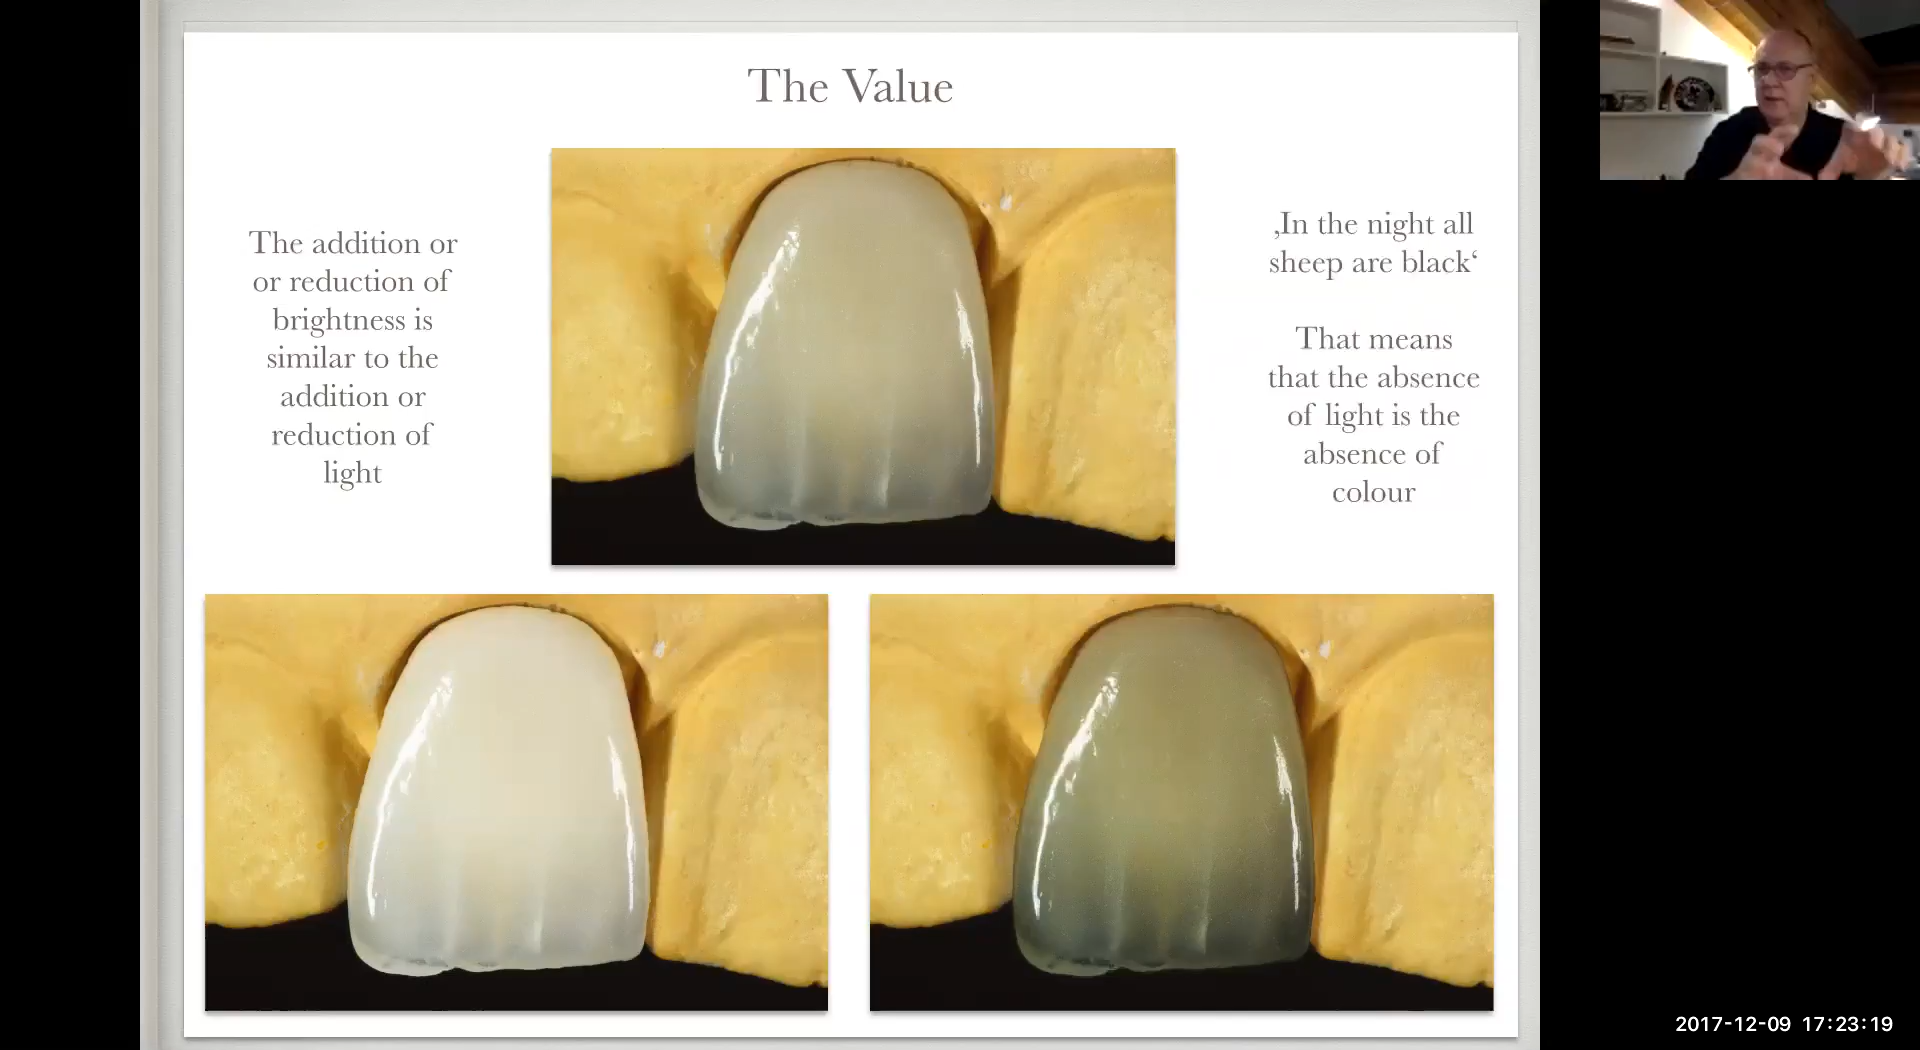 The Value
The addition or
or reduction of
brightness is
similar to the
addition or
reduction of
light
‚In the night all
sheep are black‘
That means
that the absence
of light is the
absence of
colour
2017-12-09 17:23:19